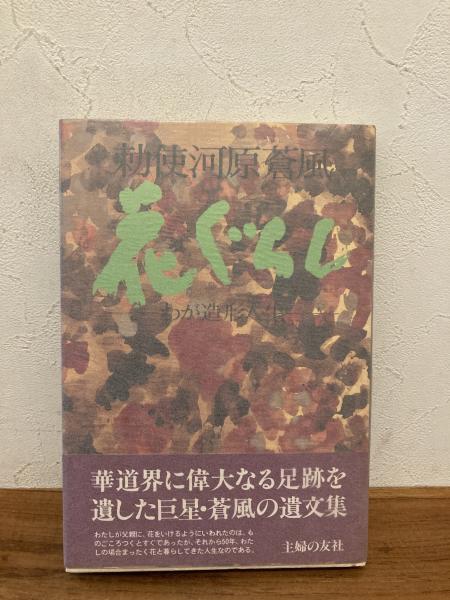 勅使河原蒼風
花ぐらし
わが造形人生
華道界に偉大なる足跡を
遺した巨星・蒼風の遺文集
わたしが父親に、花をいけるようにいわれたのは、も
のごころつくとすぐであったが、それから50年、わた
しの場合まったく花と暮らしてきた人生なのである。
主婦の友社